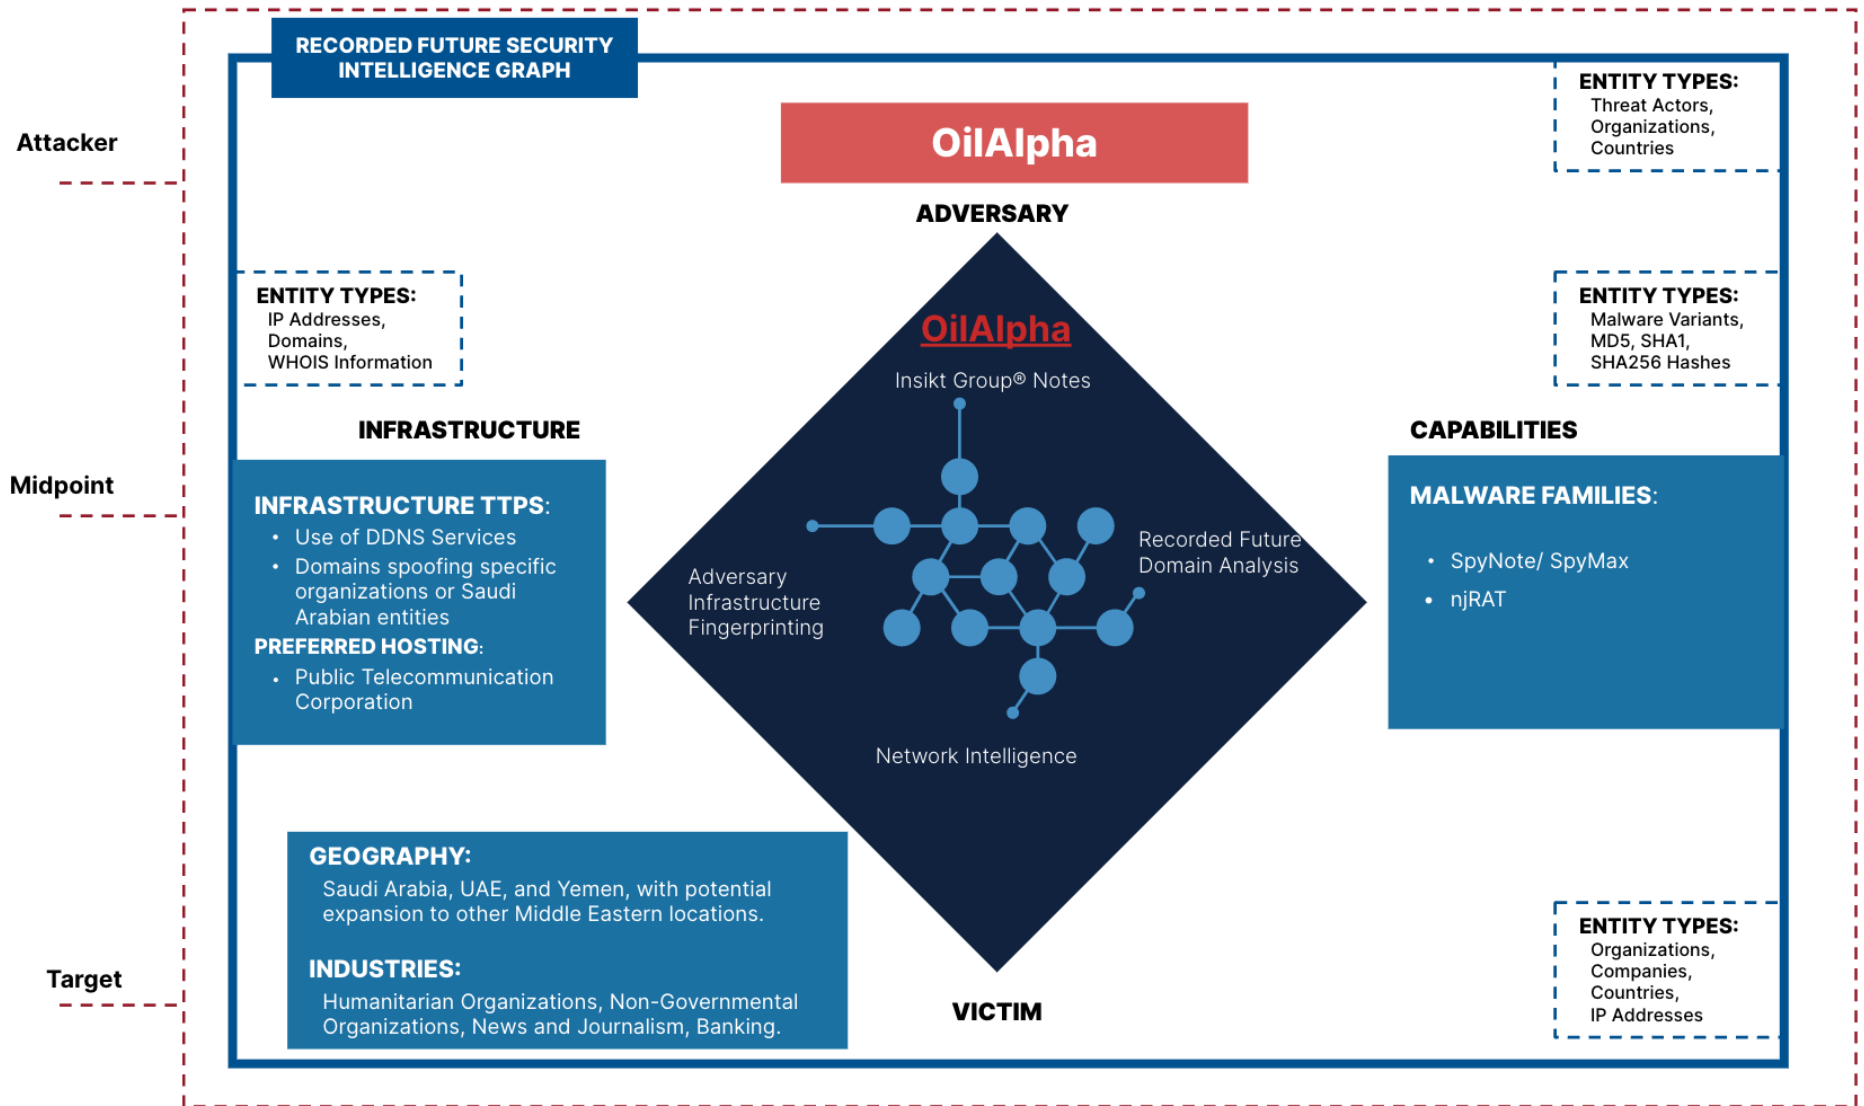 RECORDED FUTURE SECURITY
INTELLIGENCE GRAPH
ENTITY TYPES:
Threat Actors,
Organizations,
Countries
Attacker
OilAlpha
ADVERSARY
ENTITY TYPES:
IP Addresses,
Domains,
WHOIS Information
OilAlpha
Insikt Group® Notes
ENTITY TYPES:
Malware Variants,
MD5, SHA1,
SHA256 Hashes
INFRASTRUCTURE
CAPABILITIES
Midpoint
INFRASTRUCTURE TTPS:
• Use of DDNS Services
• Domains spoofing specific
organizations or Saudi
Arabian entities
PREFERRED HOSTING:
• Public Telecommunication
Corporation
Adversary
Infrastructure
Fingerprinting
Recorded Future
Domain Analysis
Network Intelligence
MALWARE FAMILIES:
• SpyNote/ SpyMax
• njRAT
GEOGRAPHY:
Saudi Arabia, UAE, and Yemen, with potential
expansion to other Middle Eastern locations.
INDUSTRIES:
Humanitarian Organizations, Non-Governmental
Organizations, News and Journalism, Banking.
Target
VICTIM
ENTITY TYPES:
Organizations,
Companies,
Countries,
IP Addresses